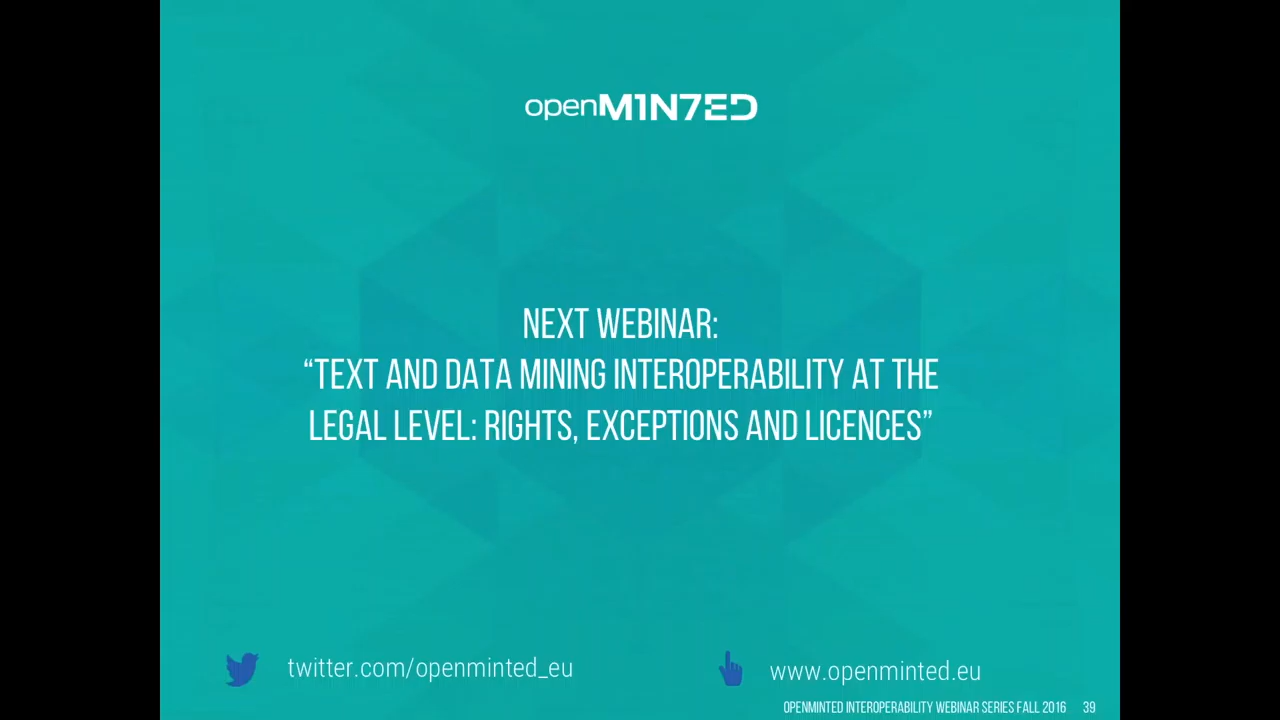 openM1N7ED
NEXT WEBINAR:
“TEXT AND DATA MINING INTEROPERABILITY AT THE
LEGAL LEVEL: RIGHTS, EXCEPTIONS AND LICENCES”
twitter.com/openminted_eu
www.openminted.eu
OPENMINTED INTEROPERABILITY WEBINAR SERIES FALL 2016 39